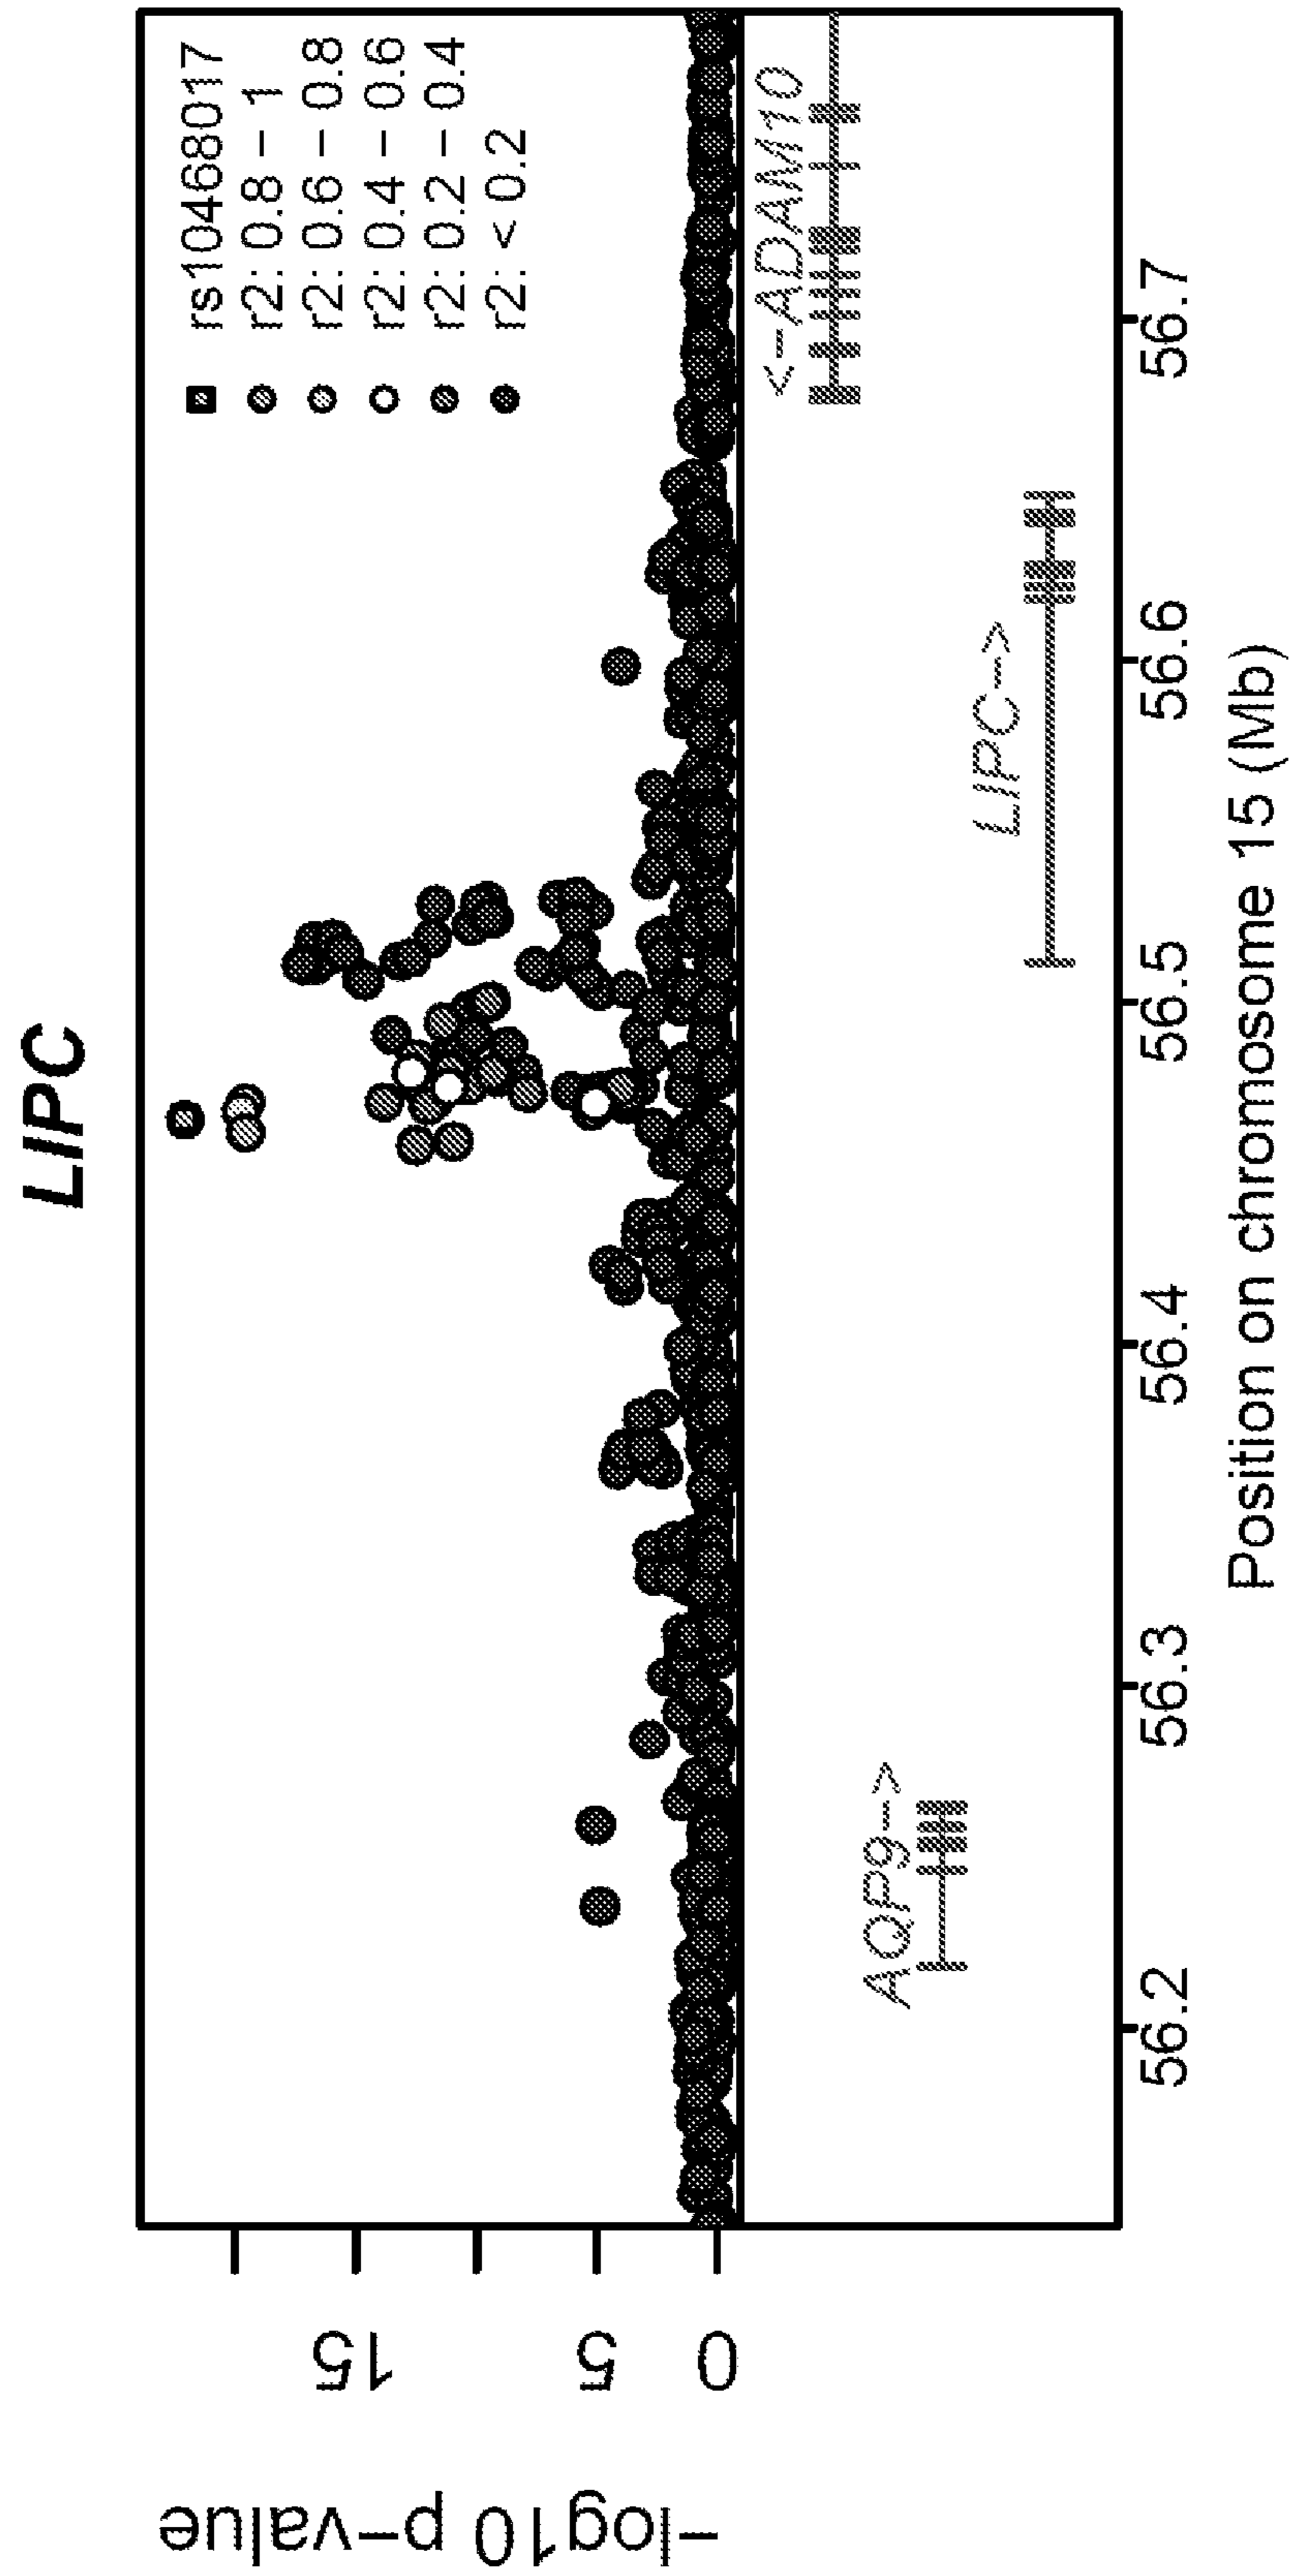 LIPC
rs10468017
r2: 0.8 − 1
r2: 0.6 − 0.8
r2: 0.4 − 0.6
r2: 0.2 − 0.4
r2: < 0.2
−log10 p−value
15
5
0
<−ADAM10
AQP9−>
LIPC−>
56.2
56.3
56.4
56.5
56.6
56.7
Position on chromosome 15 (Mb)